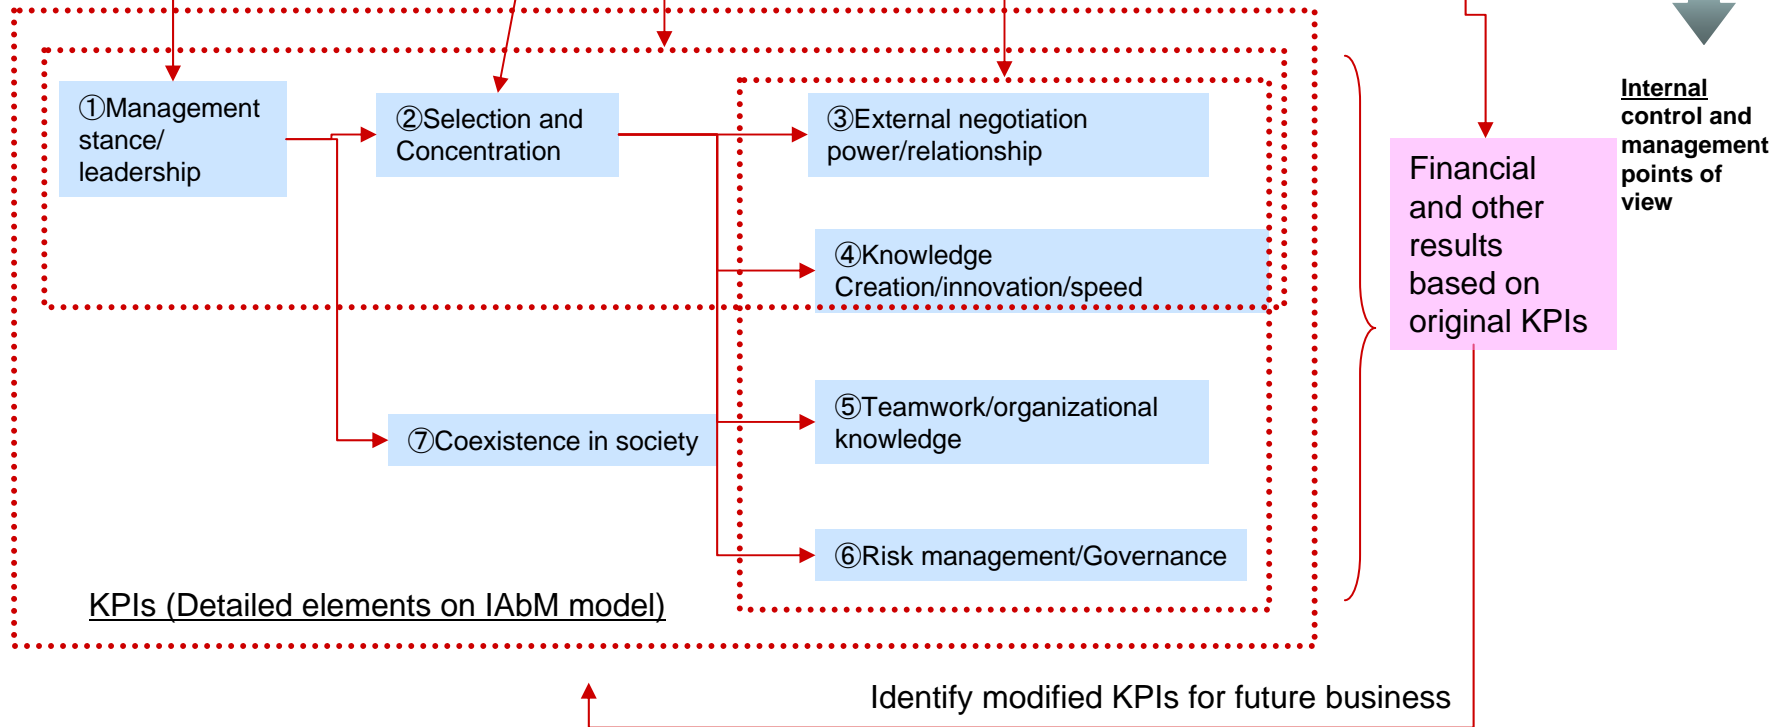 ①Management
stance/
leadership
②Selection and
Concentration
③External negotiation
power/relationship
④Knowledge
Creation/innovation/speed
⑤Teamwork/organizational
knowledge
⑦Coexistence in society
⑥Risk management/Governance
KPIs (Detailed elements on IAbM model)
Financial
and other
results
based on
original KPIs
Internal
control and
management
points of
view
Identify modified KPIs for future business